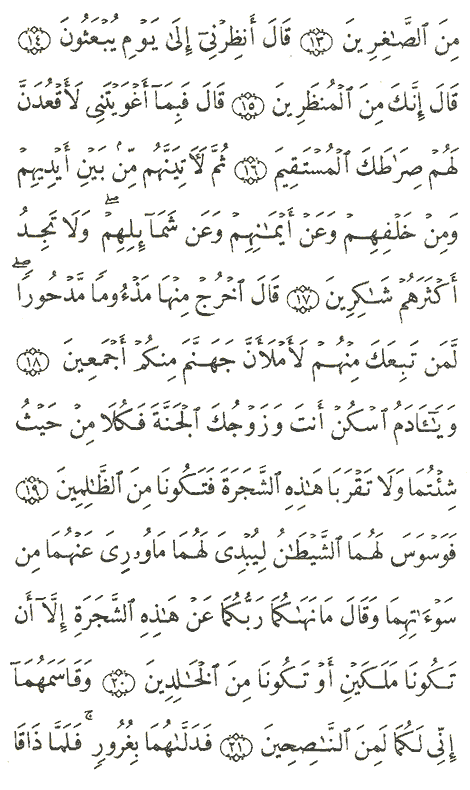 مِنَ ٱلصَّـٰغِرِينَ ١٣ قَالَ أَنظِرْنِىٓ إِلَىٰ يَوْمِ يُبْعَثُونَ ١٤
قَالَ إِنَّكَ مِنَ ٱلْمُنظَرِينَ ١٥ قَالَ فَبِمَآ أَغْوَيْتَنِى لَأَقْعُدَنَّ
لَهُمْ صِرَٰطَكَ ٱلْمُسْتَقِيمَ ١٦ ثُمَّ لَـَٔاتِيَنَّهُم مِّنۢ بَيْنِ أَيْدِيهِمْ
وَمِنْ خَلْفِهِمْ وَعَنْ أَيْمَـٰنِهِمْ وَعَن شَمَآئِلِهِمْ ۖ وَلَا تَجِدُ
أَكْثَرَهُمْ شَـٰكِرِينَ ١٧ قَالَ ٱخْرُجْ مِنْهَا مَذْءُومًا مَّدْحُورًا ۖ
لَّمَن تَبِعَكَ مِنْهُمْ لَأَمْلَأَنَّ جَهَنَّمَ مِنكُمْ أَجْمَعِينَ ١٨
وَيَـٰٓـَٔادَمُ ٱسْكُنْ أَنتَ وَزَوْجُكَ ٱلْجَنَّةَ فَكُلَا مِنْ حَيْثُ
شِئْتُمَا وَلَا تَقْرَبَا هَـٰذِهِ ٱلشَّجَرَةَ فَتَكُونَا مِنَ ٱلظَّـٰلِمِينَ ١٩
فَوَسْوَسَ لَهُمَا ٱلشَّيْطَـٰنُ لِيُبْدِىَ لَهُمَا مَا وُۥرِىَ عَنْهُمَا مِن
سَوْءَٰتِهِمَا وَقَالَ مَا نَهَىٰكُمَا رَبُّكُمَا عَنْ هَـٰذِهِ ٱلشَّجَرَةِ إِلَّآ أَن
تَكُونَا مَلَكَيْنِ أَوْ تَكُونَا مِنَ ٱلْخَـٰلِدِينَ ٢٠ وَقَاسَمَهُمَآ
إِنِّى لَكُمَا لَمِنَ ٱلنَّـٰصِحِينَ ٢١ فَدَلَّىٰهُمَا بِغُرُورٍ ۚ فَلَمَّا ذَاقَا